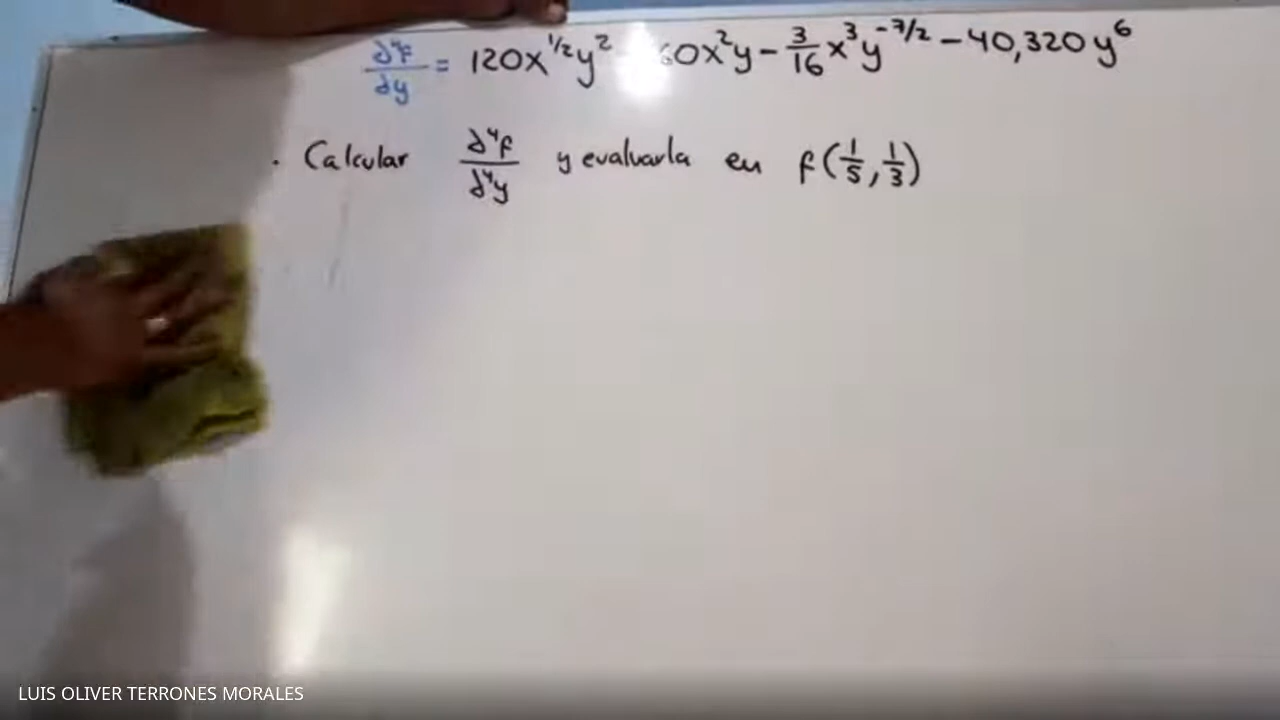 ∂⁴f/∂y = 120x^1/2 y² 60x²y - 3/16 x³y^-7/2 - 40,320y⁶
. Calcular ∂⁴f/∂⁴y y evaluarla en f(1/5, 1/3)
LUIS OLIVER TERRONES MORALES